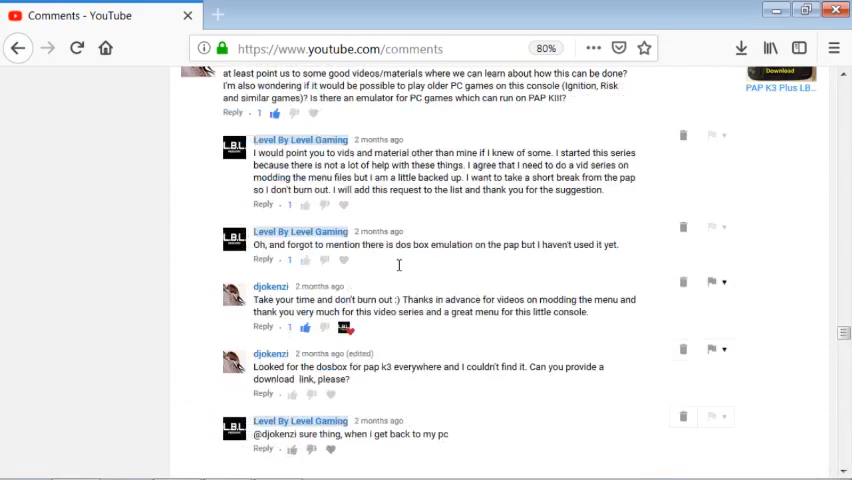 Comments - YouTube
https://www.youtube.com/comments
80%
at least point us to some good videos/materials where we can learn about how this can be done?
I'm also wondering if it would be possible to play older PC games on this console (Ignition, Risk
and similar games)? Is there an emulator for PC games which can run on PAP KIII?
Reply · 1
Download
PAP K3 Plus LB...
L.B.L
Level By Level Gaming 2 months ago
I would point you to vids and material other than mine if I knew of some. I started this series
because there is not a lot of help with these things. I agree that I need to do a vid series on
modding the menu files but I am a little backed up. I want to take a short break from the pap
so I don't burn out. I will add this request to the list and thank you for the suggestion.
Reply · 1
L.B.L
Level By Level Gaming 2 months ago
Oh, and forgot to mention there is dos box emulation on the pap but I haven't used it yet.
Reply · 1
djokenzi 2 months ago
Take your time and don't burn out :) Thanks in advance for videos on modding the menu and
thank you very much for this video series and a great menu for this little console.
Reply · 1
djokenzi 2 months ago (edited)
Looked for the dosbox for pap k3 everywhere and I couldn't find it. Can you provide a
download link, please?
Reply ·
L.B.L
Level By Level Gaming 2 months ago
@djokenzi sure thing, when i get back to my pc
Reply ·